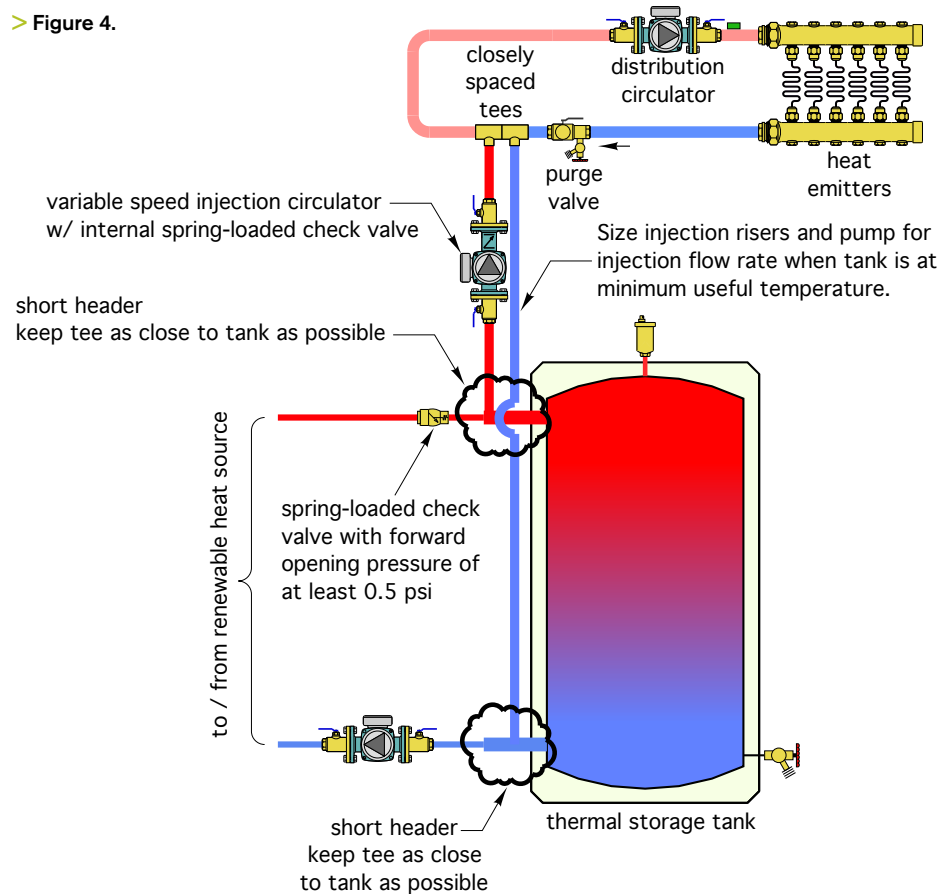 > Figure 4.
closely
spaced
tees
distribution
circulator
purge
valve
heat
emitters
variable speed injection circulator
w/ internal spring-loaded check valve
Size injection risers and pump for
injection flow rate when tank is at
minimum useful temperature.
short header
keep tee as close to tank as possible
to / from renewable heat source
spring-loaded check
valve with forward
opening pressure of
at least 0.5 psi
short header
keep tee as close
to tank as possible
thermal storage tank